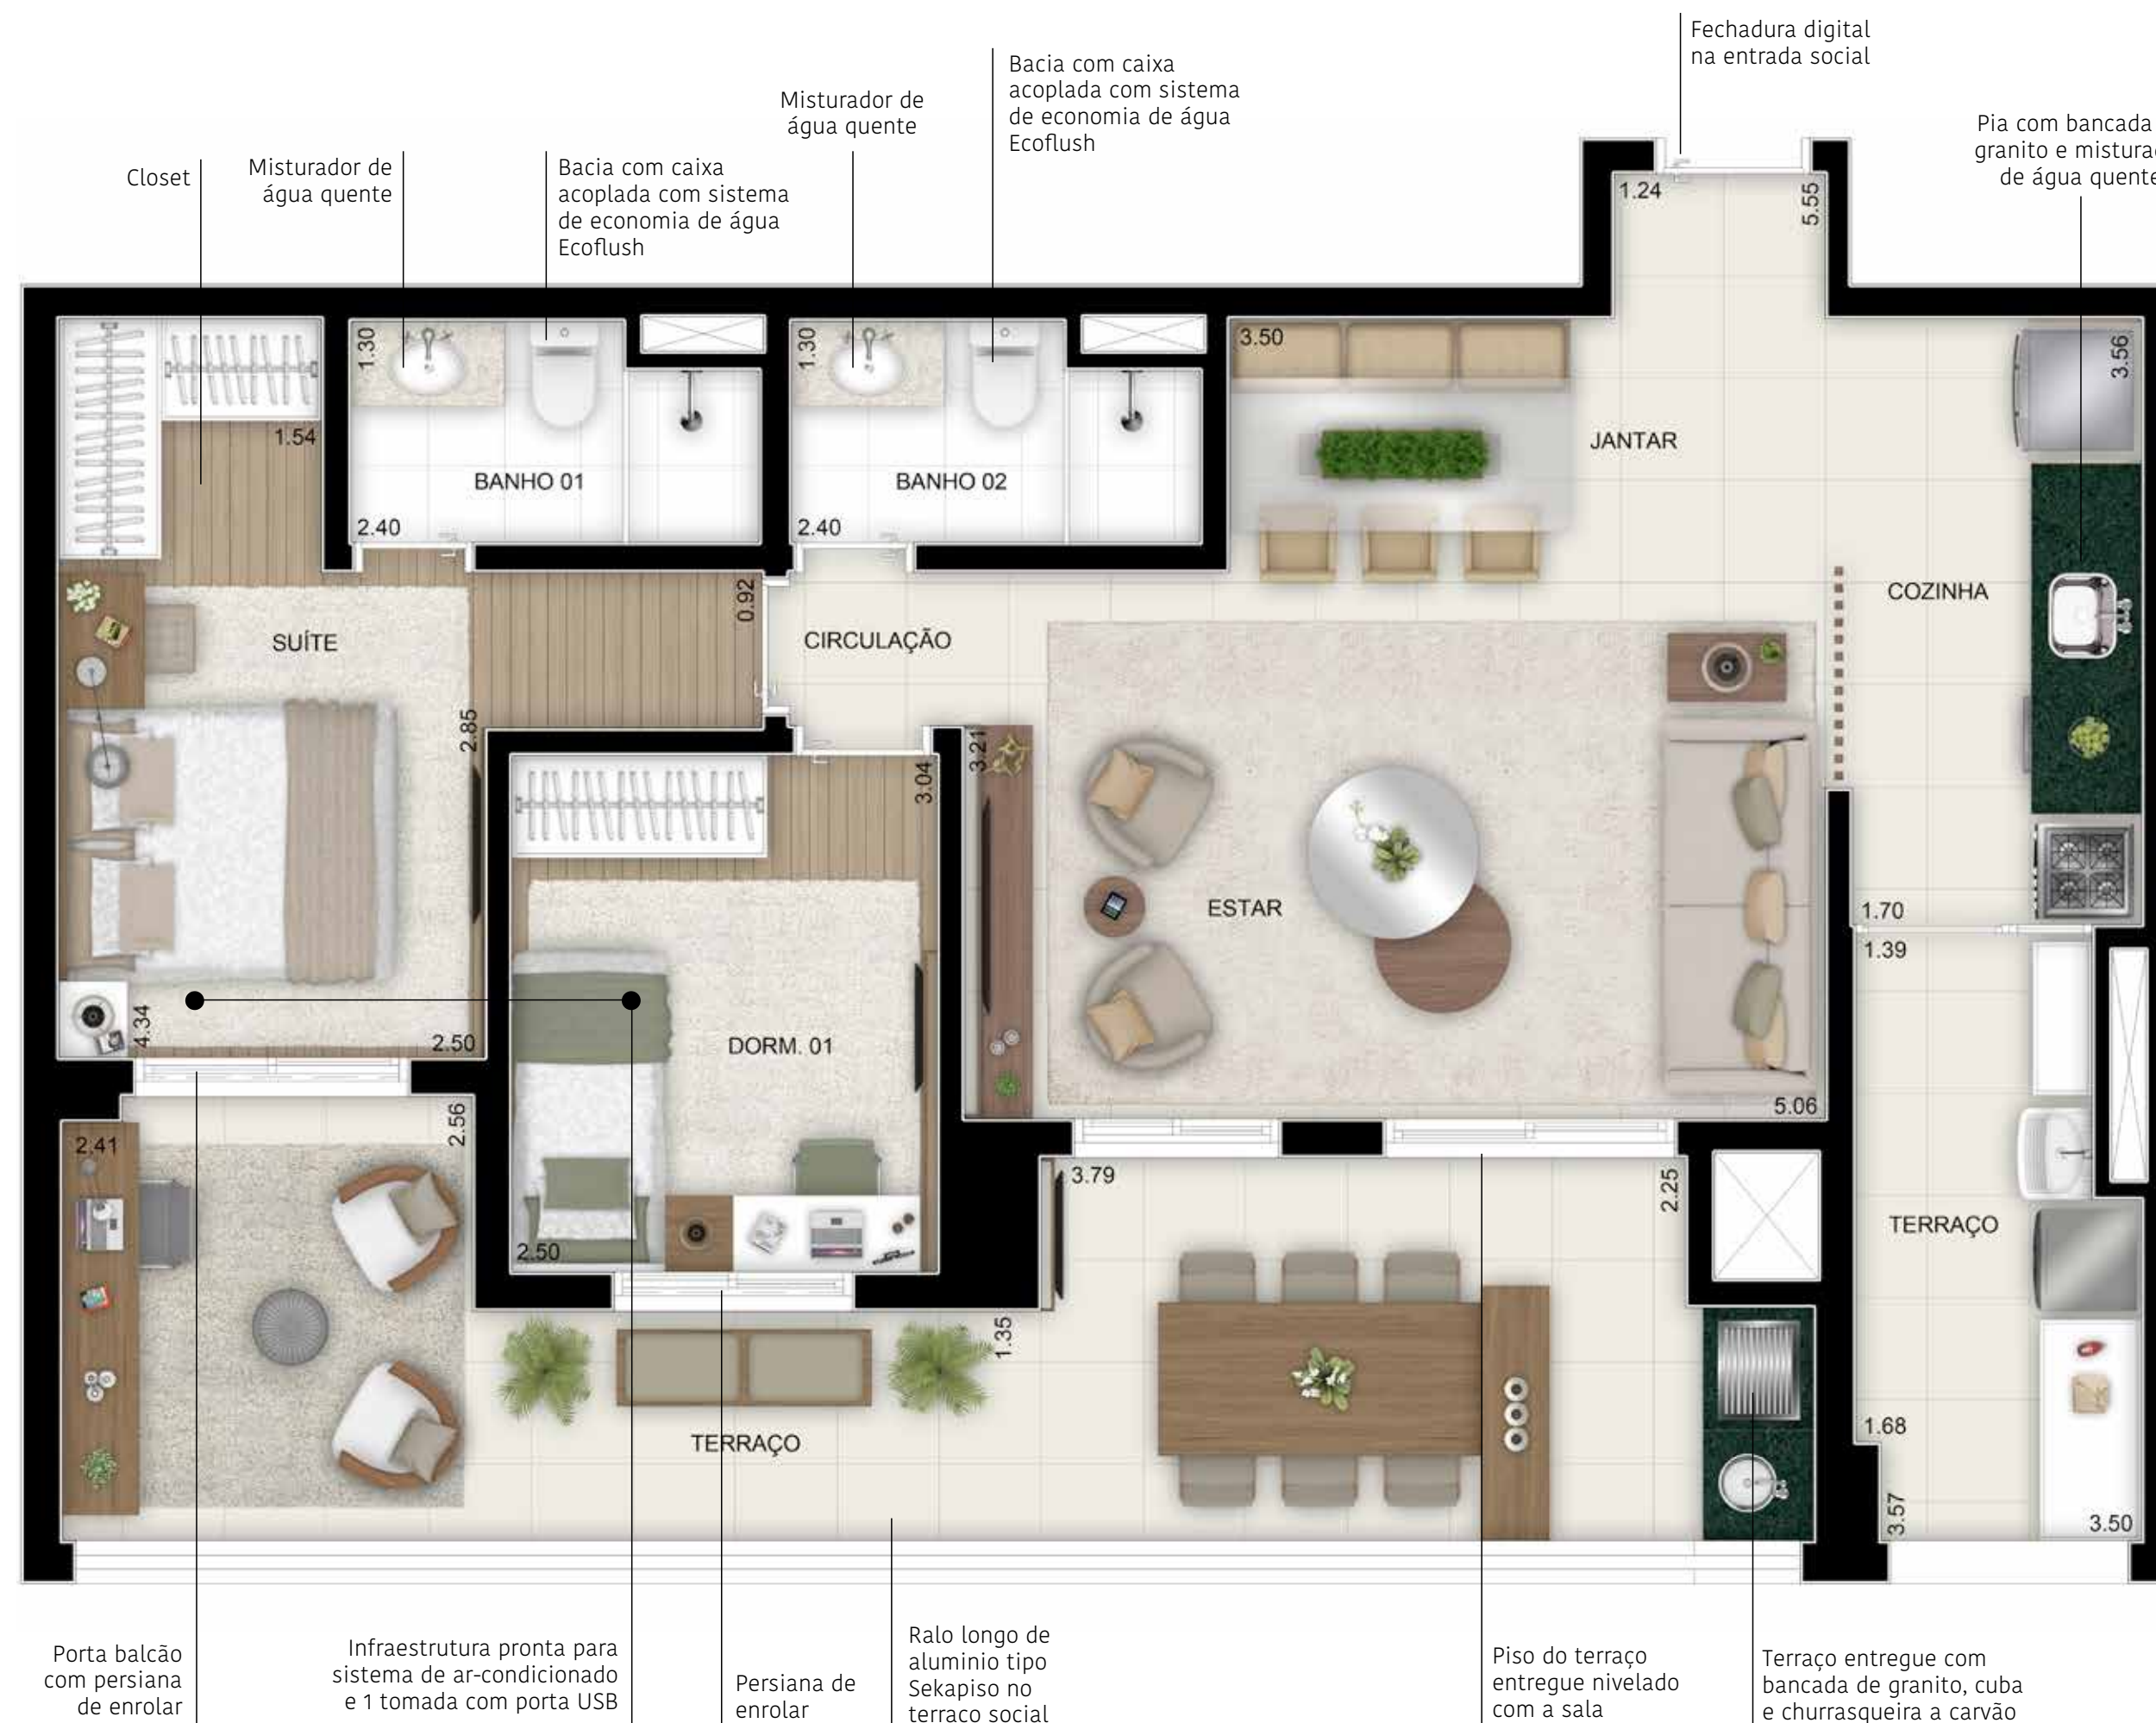 Fechadura digital
na entrada social
Bacia com caixa
acoplada com sistema
de economia de água
Ecoflush
Misturador de
água quente
Pia com bancada
granito e misturad
de água quente
Closet
Misturador de
água quente
Bacia com caixa
acoplada com sistema
de economia de água
Ecoflush
1.24
5.55
1.30
1.30
3.50
3.56
1.54
JANTAR
BANHO 01
BANHO 02
2.40
2.40
0.92
COZINHA
SUÍTE
CIRCULAÇÃO
2.85
3.21
3.04
ESTAR
1.70
1.39
4.34
2.50
DORM. 01
5.06
2.56
2.41
3.79
2.25
TERRAÇO
2.50
1.35
TERRAÇO
1.68
3.57
3.50
Porta balcão
com persiana
de enrolar
Infraestrutura pronta para
sistema de ar-condicionado
e 1 tomada com porta USB
Persiana de
enrolar
Ralo longo de
aluminio tipo
Sekapiso no
terraco social
Piso do terraço
entregue nivelado
com a sala
Terraço entregue com
bancada de granito, cuba
e churrasqueira a carvão